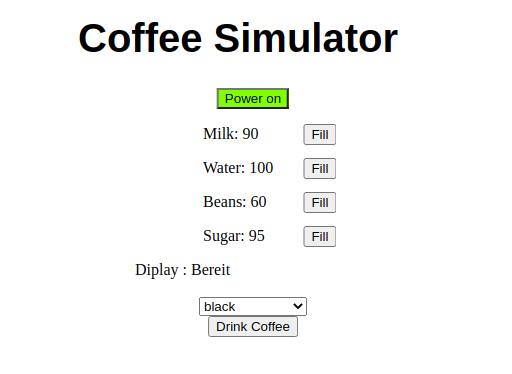 Coffee Simulator
Power on
Milk: 90 Fill
Water: 100 Fill
Beans: 60 Fill
Sugar: 95 Fill
Diplay : Bereit
black
Drink Coffee